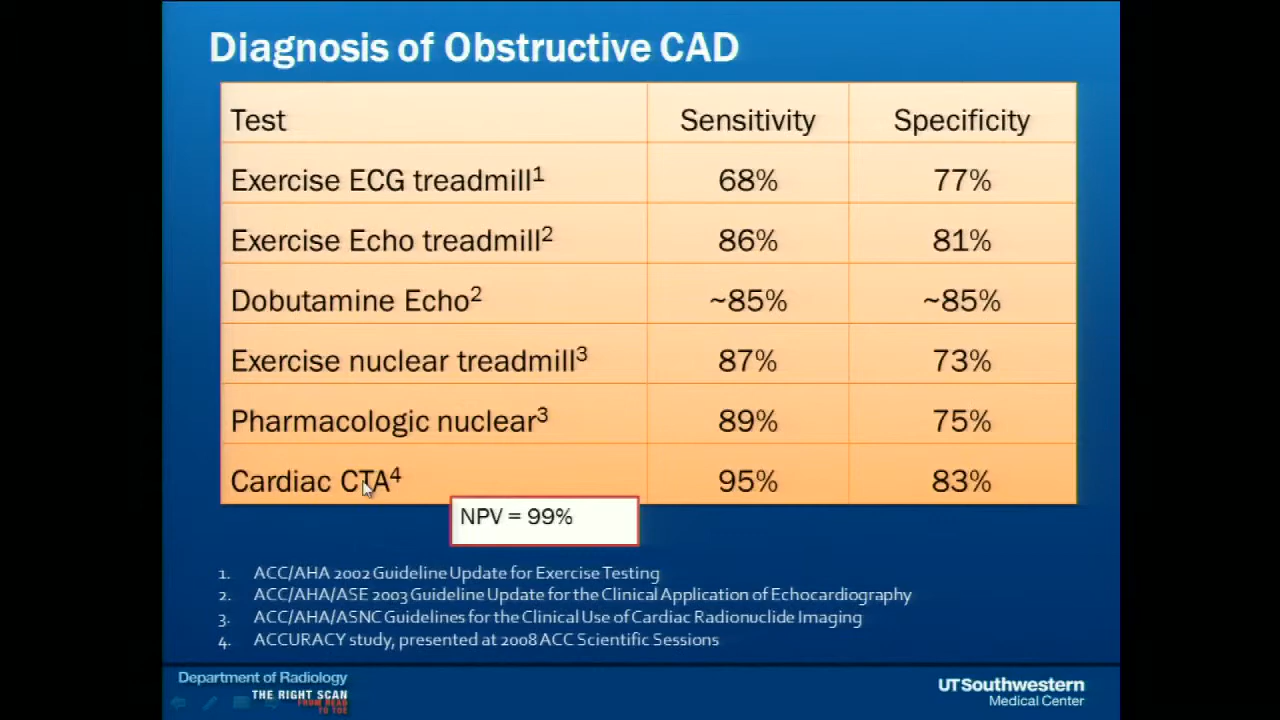 Diagnosis of Obstructive CAD
Test Sensitivity Specificity
Exercise ECG treadmill1 68% 77%
Exercise Echo treadmill2 86% 81%
Dobutamine Echo2 ~85% ~85%
Exercise nuclear treadmill3 87% 73%
Pharmacologic nuclear3 89% 75%
Cardiac CTA4 95% 83%
NPV = 99%
1. ACC/AHA 2002 Guideline Update for Exercise Testing
2. ACC/AHA/ASE 2003 Guideline Update for the Clinical Application of Echocardiography
3. ACC/AHA/ASNC Guidelines for the Clinical Use of Cardiac Radionuclide Imaging
4. ACCURACY study, presented at 2008 ACC Scientific Sessions
Department of Radiology
THE RIGHT SCAN
FROM HEAD
TO TOE
UTSouthwestern
Medical Center